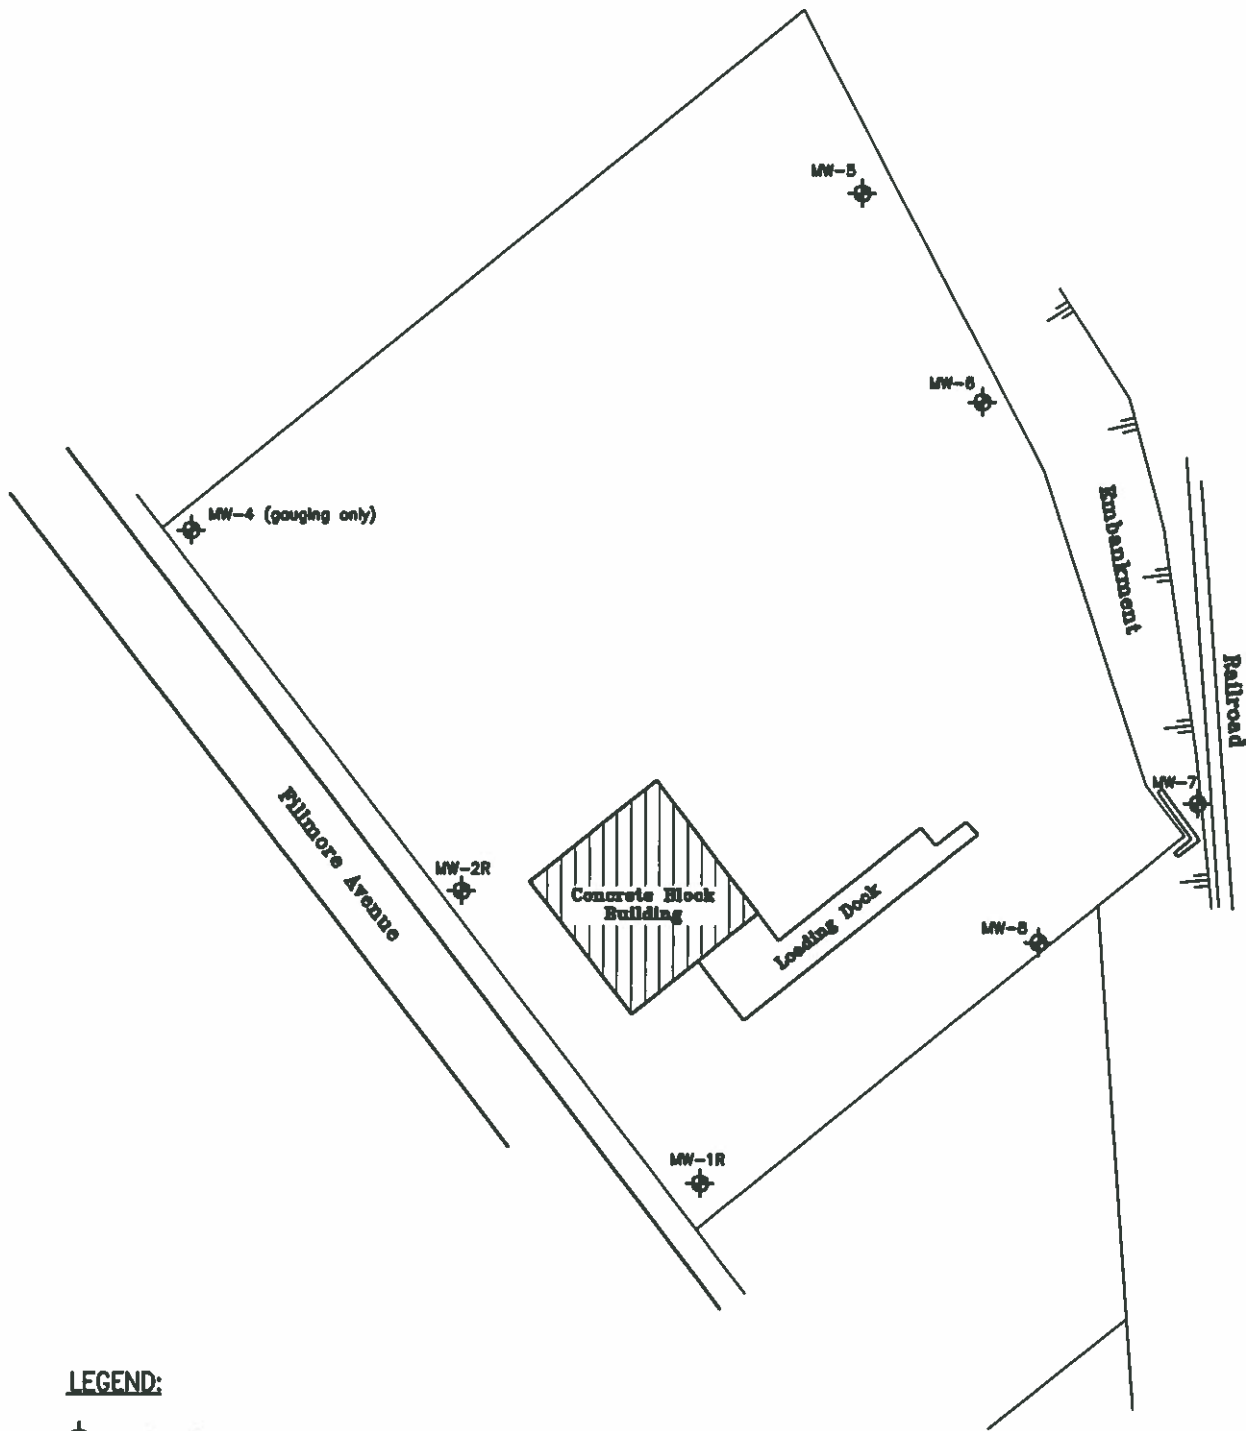 MW-5
MW-6
MW-4 (gauging only)
Embankment
Railroad
MW-7
Fillmore Avenue
MW-2R
Concrete Block
Building
Loading Dock
MW-8
MW-1R
LEGEND: